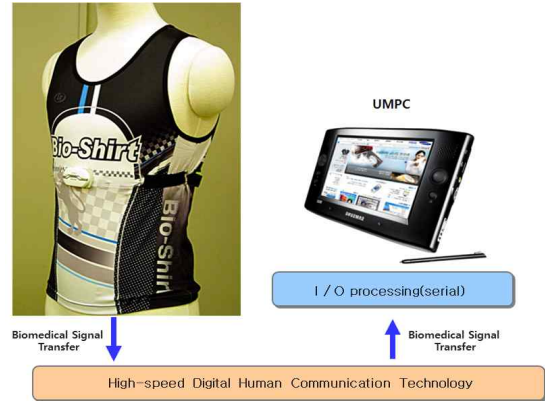 Bio-Shirt
Bio-Shirt
UMPC
SAMSUNG
I / O processing(serial)
Biomedical Signal
Transfer
Biomedical Signal
Transfer
High-speed Digital Human Communication Technology